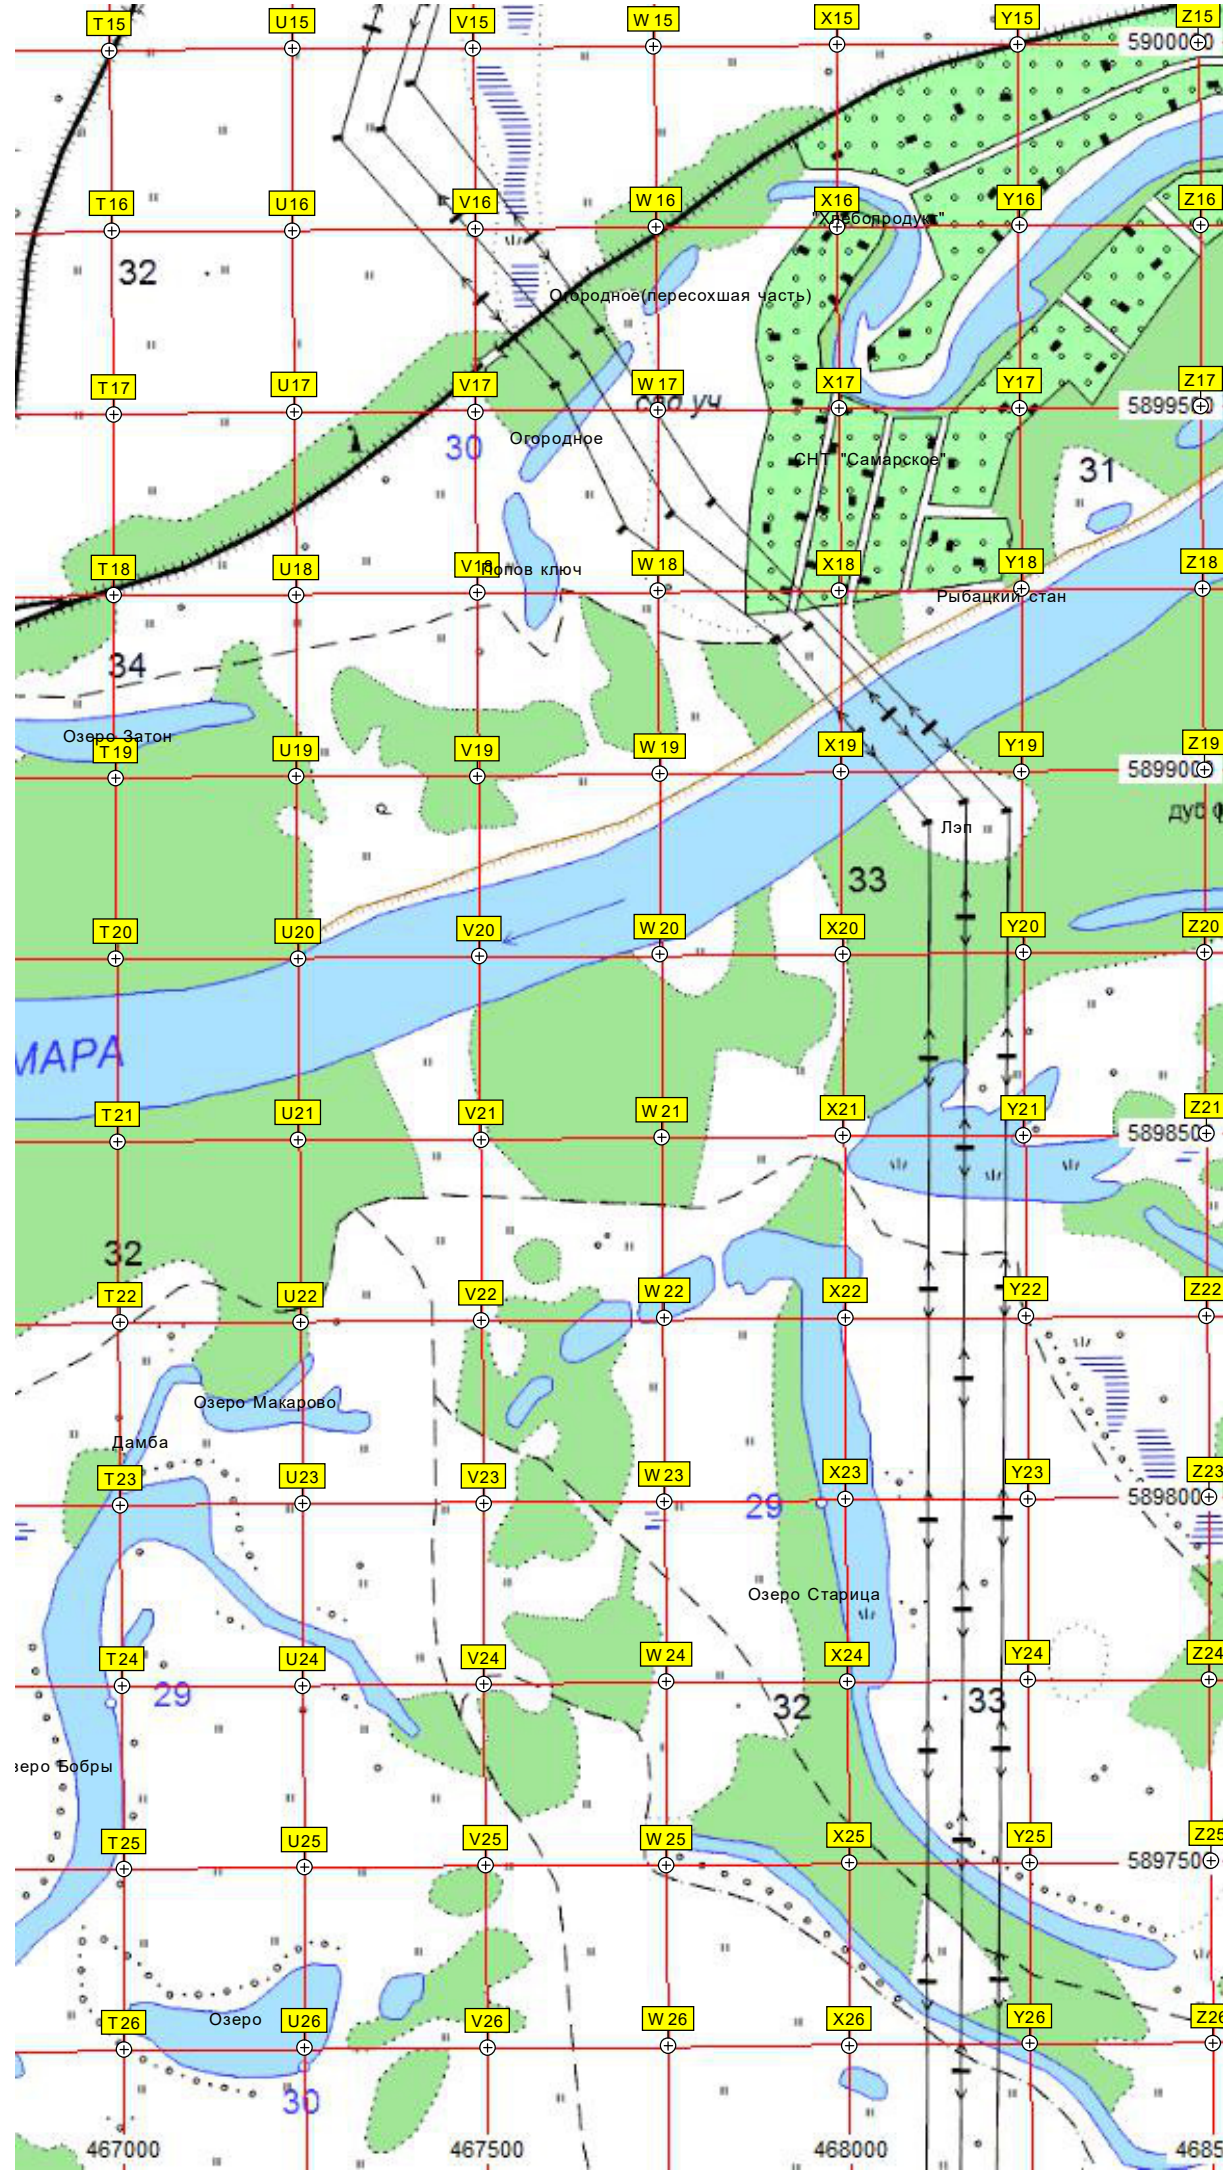 T15 U15 V15 W15 X15 Y15 Z15
T16 U16 V16 W16 X16 Y16 Z16
"Хлебопродукт"
32
Огородное(пересохшая часть)
T17 U17 V17 W17 X17 Y17 Z17
уч
30
Огородное
СНТ "Самарское"
31
T18 U18 V18 W18 X18 Y18 Z18
Попов ключ
Рыбацкий стан
34
Озеро Затон
T19 U19 V19 W19 X19 Y19 Z19
дуб
Лэп
33
T20 U20 V20 W20 X20 Y20 Z20
МАРА
T21 U21 V21 W21 X21 Y21 Z21
32
T22 U22 V22 W22 X22 Y22 Z22
Озеро Макарово
Дамба
T23 U23 V23 W23 X23 Y23 Z23
29
Озеро Старица
T24 U24 V24 W24 X24 Y24 Z24
29
32
33
зеро Бобры
T25 U25 V25 W25 X25 Y25 Z25
Озеро
T26 U26 V26 W26 X26 Y26 Z26
30
467000 467500 468000 4685